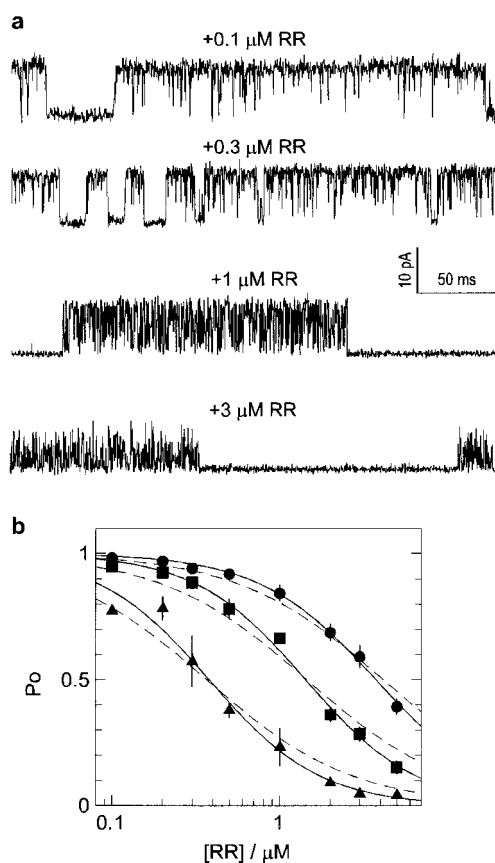 a
+0.1 μM RR
+0.3 μM RR
10 pA
50 ms
+1 μM RR
+3 μM RR
b
1
0.5
0
Po
0.1
1
[RR] / μM